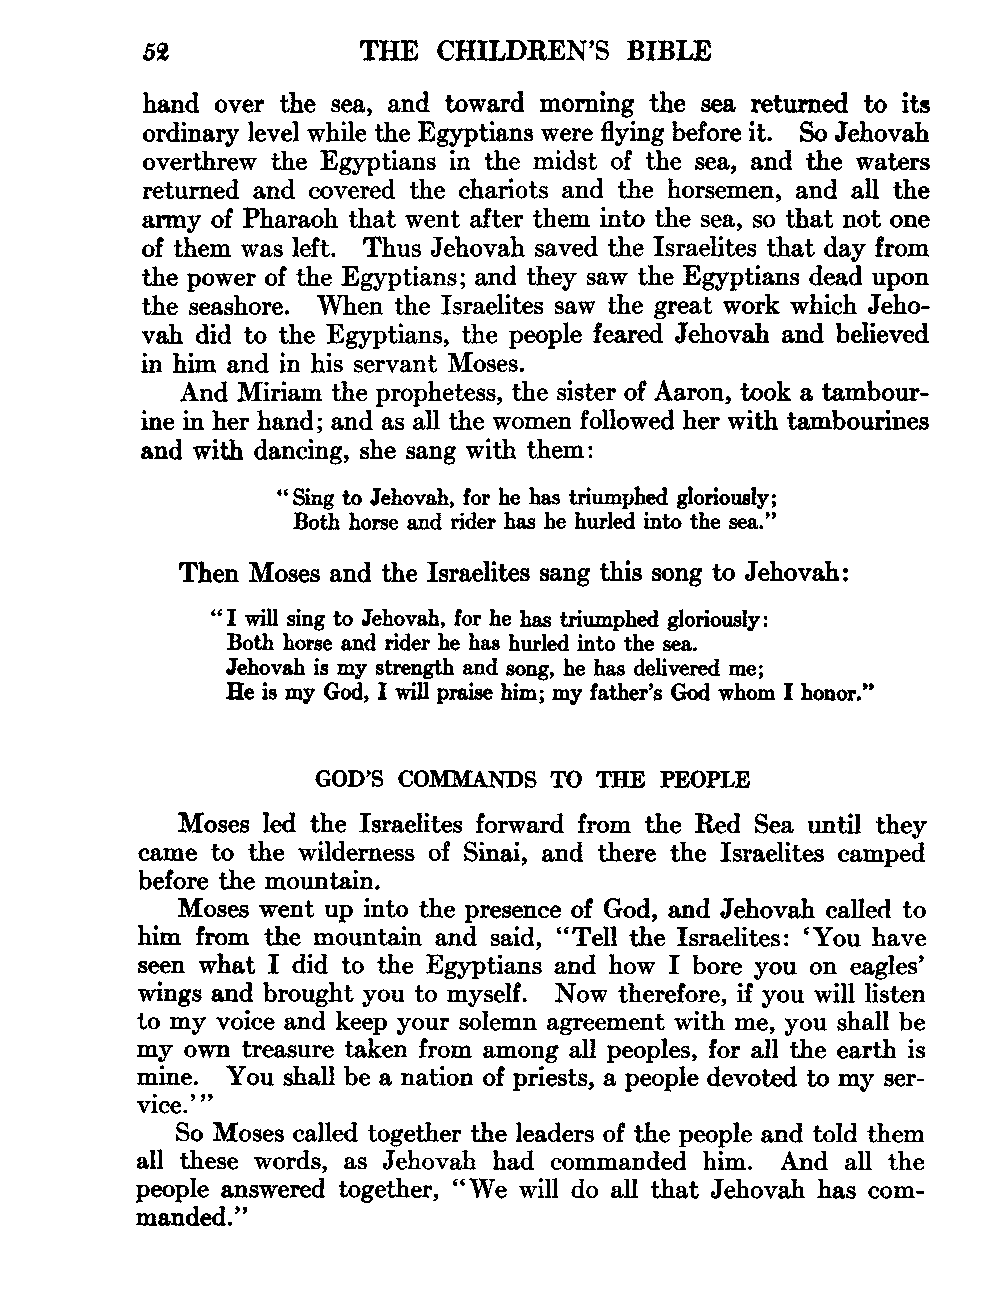 52 THE CHILDREN'S BIBLE
hand over the sea, and toward morning the sea returned to its
ordinary level while the Egyptians were flying before it. So Jehovah
overthrew the Egyptians in the midst of the sea, and the waters
returned and covered the chariots and the horsemen, and all the
army of Pharaoh that went after them into the sea, so that not one
of them was left. Thus Jehovah saved the Israelites that day from
the power of the Egyptians; and they saw the Egyptians dead upon
the seashore. When the Israelites saw the great work which Jeho-
vah did to the Egyptians, the people feared Jehovah and believed
in him and in his servant Moses.
And Miriam the prophetess, the sister of Aaron, took a tambour-
ine in her hand; and as all the women followed her with tambourines
and with dancing, she sang with them:
"Sing to Jehovah, for he has triumphed gloriously;
Both horse and rider has he hurled into the sea."
Then Moses and the Israelites sang this song to Jehovah:
"I will sing to Jehovah, for he has triumphed gloriously:
Both horse and rider he has hurled into the sea.
Jehovah is my strength and song, he has delivered me;
He is my God, I will praise him; my father's God whom I honor."
GOD'S COMMANDS TO THE PEOPLE
Moses led the Israelites forward from the Red Sea until they
came to the wilderness of Sinai, and there the Israelites camped
before the mountain.
Moses went up into the presence of God, and Jehovah called to
him from the mountain and said, "Tell the Israelites: 'You have
seen what I did to the Egyptians and how I bore you on eagles'
wings and brought you to myself. Now therefore, if you will listen
to my voice and keep your solemn agreement with me, you shall be
my own treasure taken from among all peoples, for all the earth is
mine. You shall be a nation of priests, a people devoted to my ser-
vice.'"
So Moses called together the leaders of the people and told them
all these words, as Jehovah had commanded him. And all the
people answered together, "We will do all that Jehovah has com-
manded."